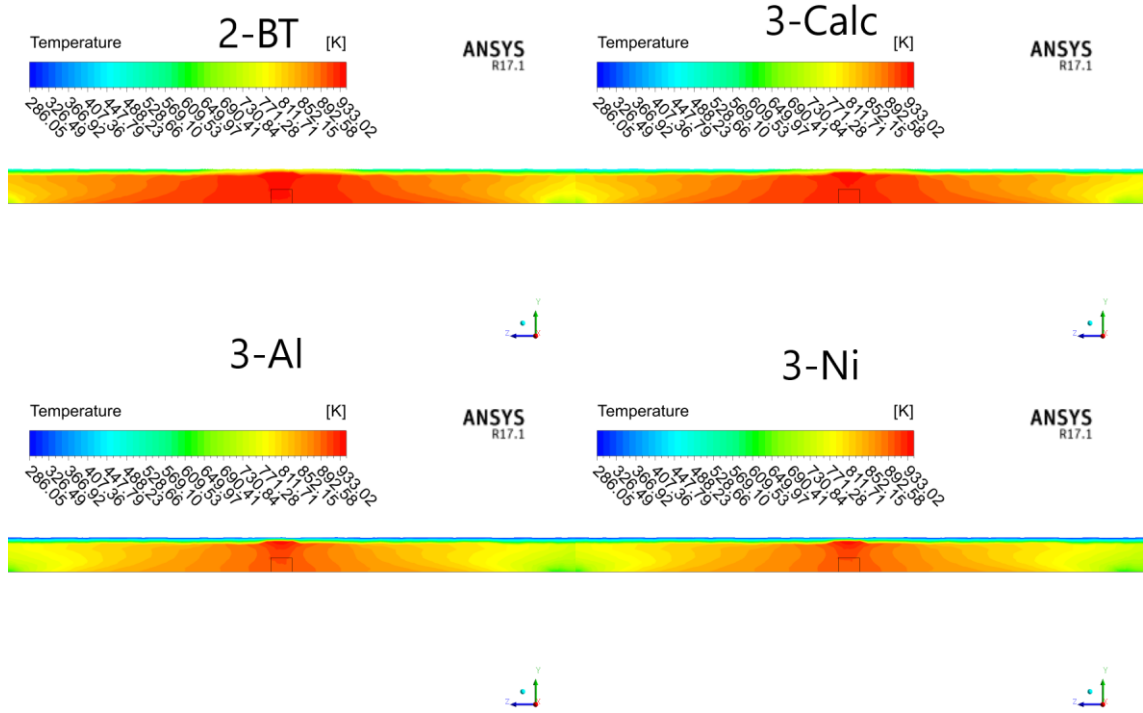 2-BT
Temperature [K]
ANSYS
R17.1
286.05 326.49 366.92 407.36 447.79 488.23 528.66 569.10 609.53 649.97 690.41 730.84 771.28 811.71 852.15 892.58 933.02
Y
Z
X
3-Calc
Temperature [K]
ANSYS
R17.1
286.05 326.49 366.92 407.36 447.79 488.23 528.66 569.10 609.53 649.97 690.41 730.84 771.28 811.71 852.15 892.58 933.02
Y
Z
X
3-Al
Temperature [K]
ANSYS
R17.1
286.05 326.49 366.92 407.36 447.79 488.23 528.66 569.10 609.53 649.97 690.41 730.84 771.28 811.71 852.15 892.58 933.02
Y
Z
X
3-Ni
Temperature [K]
ANSYS
R17.1
286.05 326.49 366.92 407.36 447.79 488.23 528.66 569.10 609.53 649.97 690.41 730.84 771.28 811.71 852.15 892.58 933.02
Y
Z
X